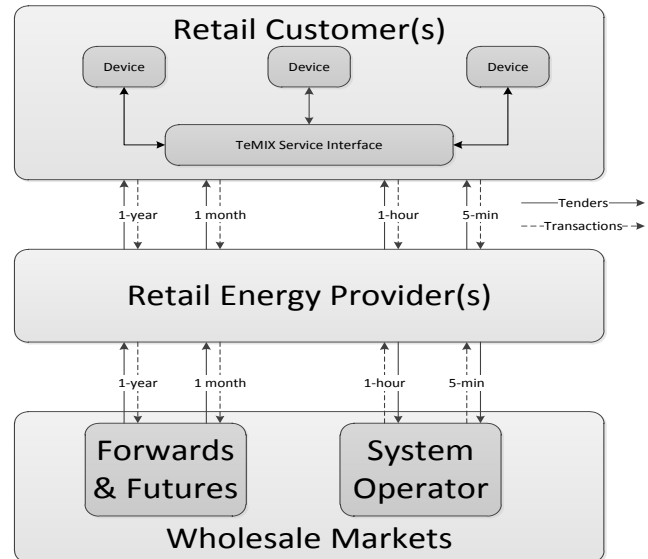 Retail Customer(s)
Device
Device
Device
TeMIX Service Interface
1-year
1 month
1-hour
5-min
Tenders
Transactions
Retail Energy Provider(s)
1-year
1 month
1-hour
5-min
Forwards
& Futures
System
Operator
Wholesale Markets